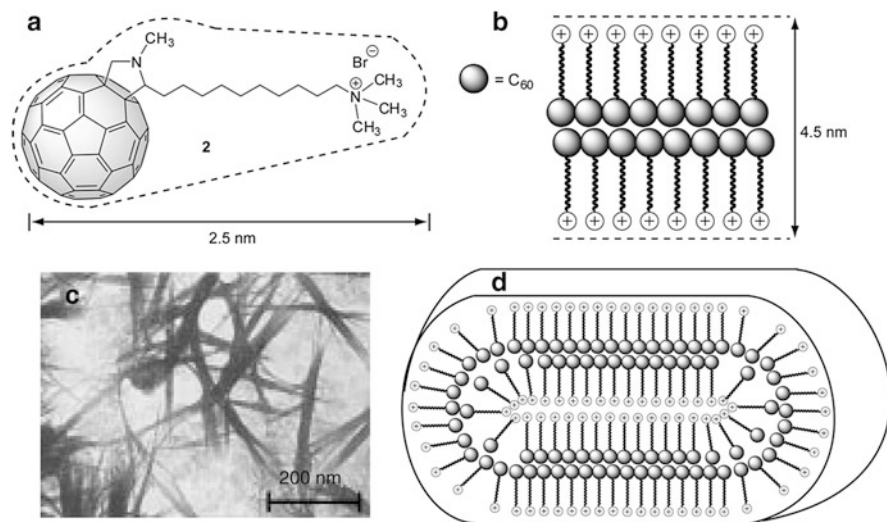 a
CH₃
N
Br⊖
⊕
N
CH₃
CH₃
CH₃
2
2.5 nm
b
= C₆₀
4.5 nm
c
200 nm
d